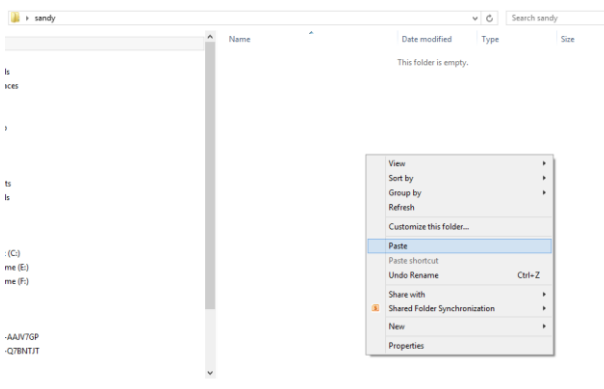 sandy
Search sandy
Name
Date modified
Type
Size
This folder is empty.
ls
aces
ts
ls
: (C:)
me (E:)
me (F:)
-AAJV7GP
-Q7BNTJT
View
Sort by
Group by
Refresh
Customize this folder...
Paste
Paste shortcut
Undo Rename Ctrl+Z
Share with
Shared Folder Synchronization
New
Properties